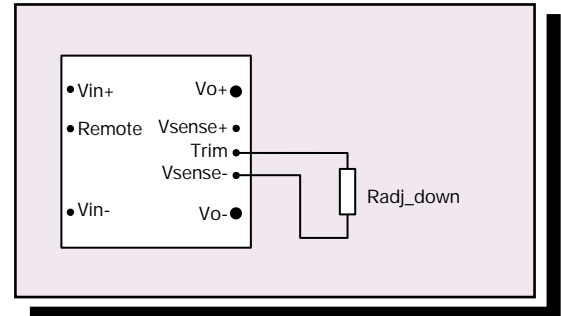 Vin+ Vo+
Remote Vsense+
Trim
Vsense-
Radj_down
Vin- Vo-